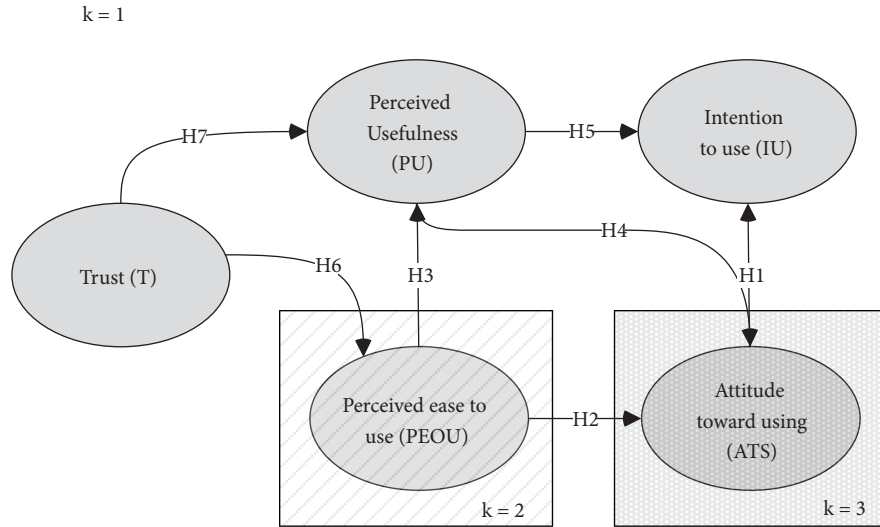 k = 1
Perceived
Usefulness
(PU)
H5
Intention
to use (IU)
H7
Trust (T)
H6
H3
H4
H1
Perceived ease to
use (PEOU)
k = 2
H2
Attitude
toward using
(ATS)
k = 3